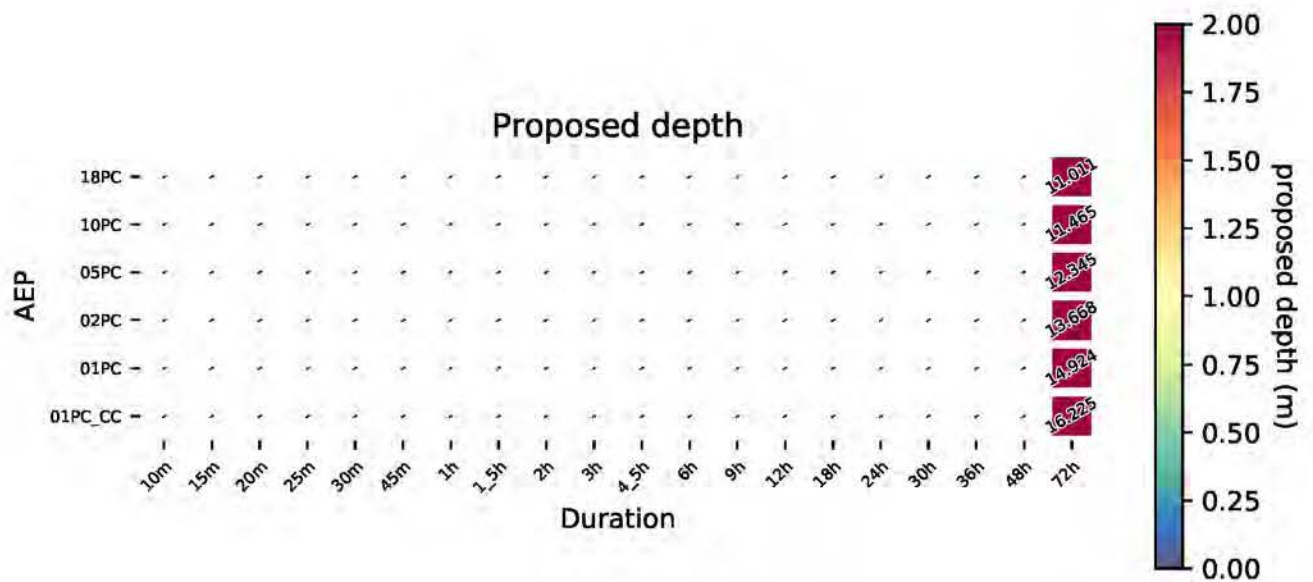 Proposed depth
18PC
10PC
05PC
02PC
01PC
01PC_CC
AEP
11.011
11.465
12.345
13.668
14.924
16.225
10m 15m 20m 25m 30m 45m 1h 1_5h 2h 3h 4_5h 6h 9h 12h 18h 24h 30h 36h 48h 72h
Duration
2.00
1.75
1.50
1.25
1.00
0.75
0.50
0.25
0.00
proposed depth (m)